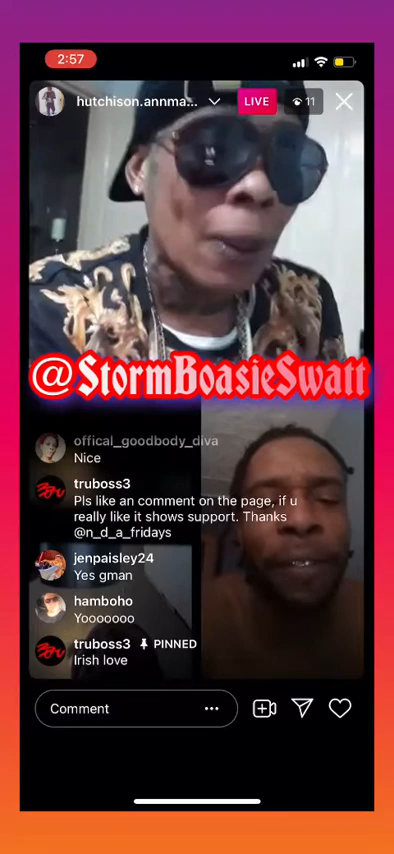 2:57
hutchison.annma...
LIVE
11
@StormBoasieSwatt
offical_goodbody_diva
Nice
truboss3
Pls like an comment on the page, if u
really like it shows support. Thanks
@n_d_a_fridays
jenpaisley24
Yes gman
hamboho
Yooooooo
truboss3 PINNED
Irish love
Comment